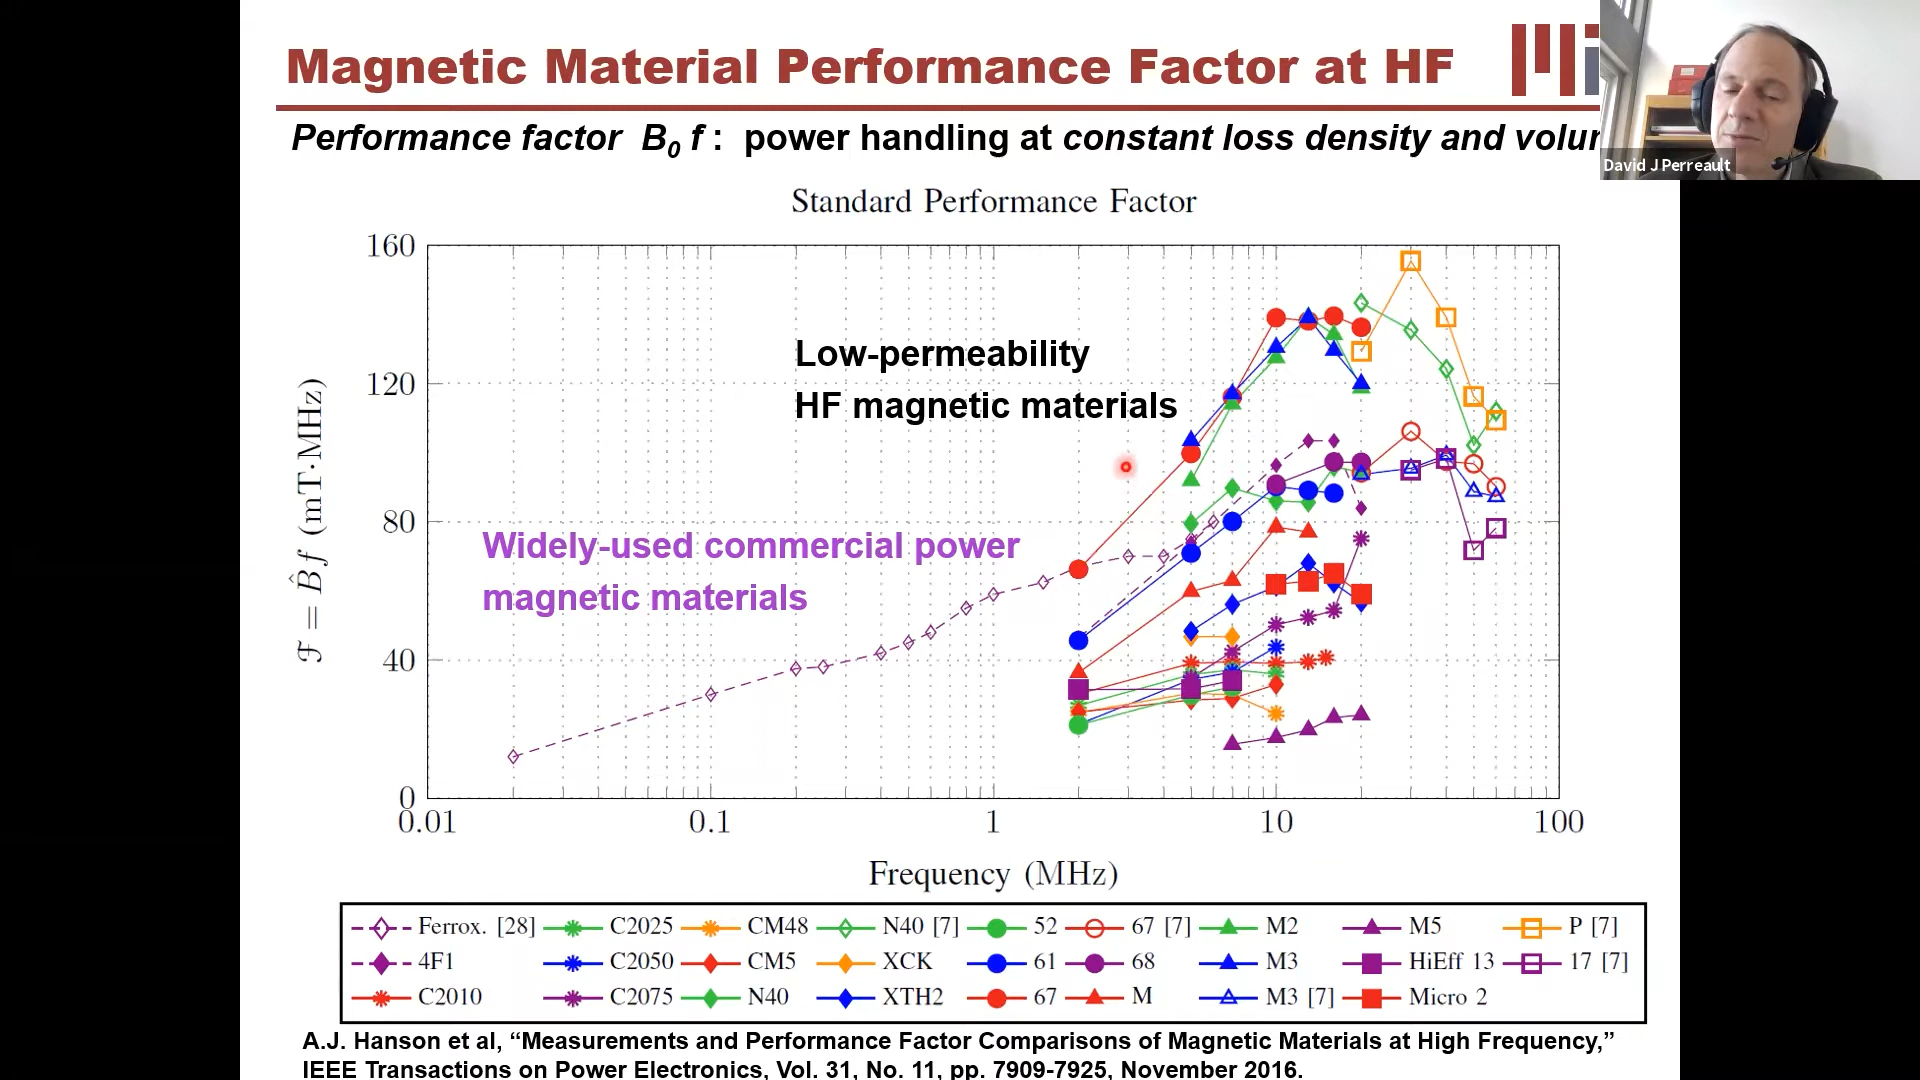 Magnetic Material Performance Factor at HF
Performance factor B0 f : power handling at constant loss density and
David J Perreault
Standard Performance Factor
160
120
80
40
0
ℱ = B̂f (mT·MHz)
Low-permeability
HF magnetic materials
Widely-used commercial power
magnetic materials
0.01 0.1 1 10 100
Frequency (MHz)
Ferrox. [28] C2025 CM48 N40 [7] 52 67 [7] M2 M5 P [7]
4F1 C2050 CM5 XCK 61 68 M3 HiEff 13 17 [7]
C2010 C2075 N40 XTH2 67 M M3 [7] Micro 2
A.J. Hanson et al, “Measurements and Performance Factor Comparisons of Magnetic Materials at High Frequency,”
IEEE Transactions on Power Electronics, Vol. 31, No. 11, pp. 7909-7925, November 2016.